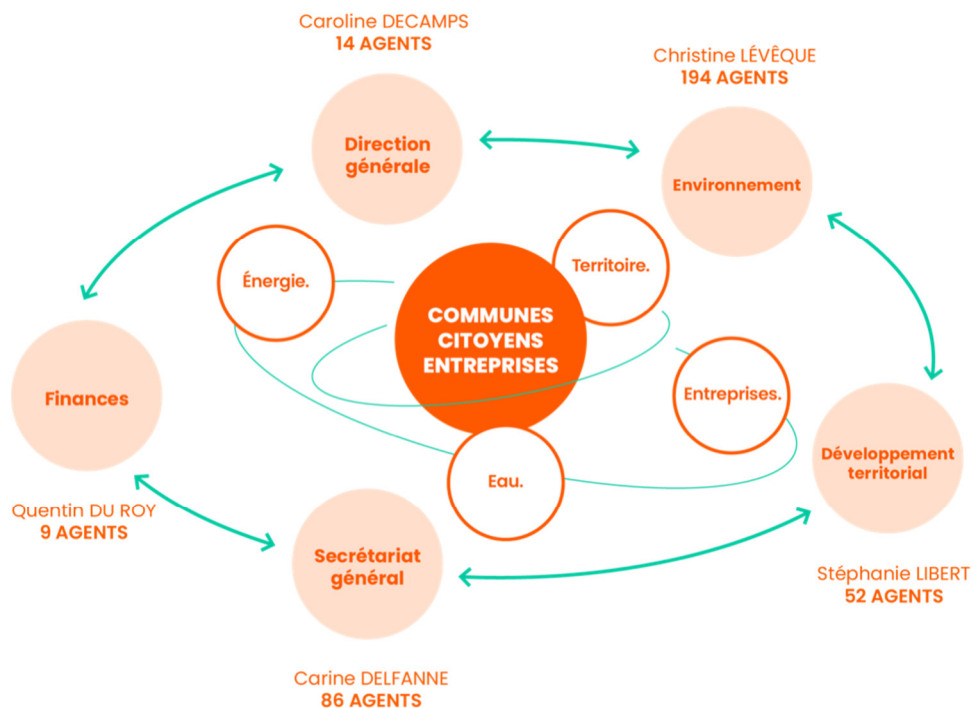 Caroline DECAMPS
14 AGENTS
Christine LÉVÊQUE
194 AGENTS
Direction
générale
Environnement
Énergie.
Territoire.
COMMUNES
CITOYENS
ENTREPRISES
Finances
Entreprises.
Développement
territorial
Eau.
Quentin DU ROY
9 AGENTS
Secrétariat
général
Stéphanie LIBERT
52 AGENTS
Carine DELFANNE
86 AGENTS